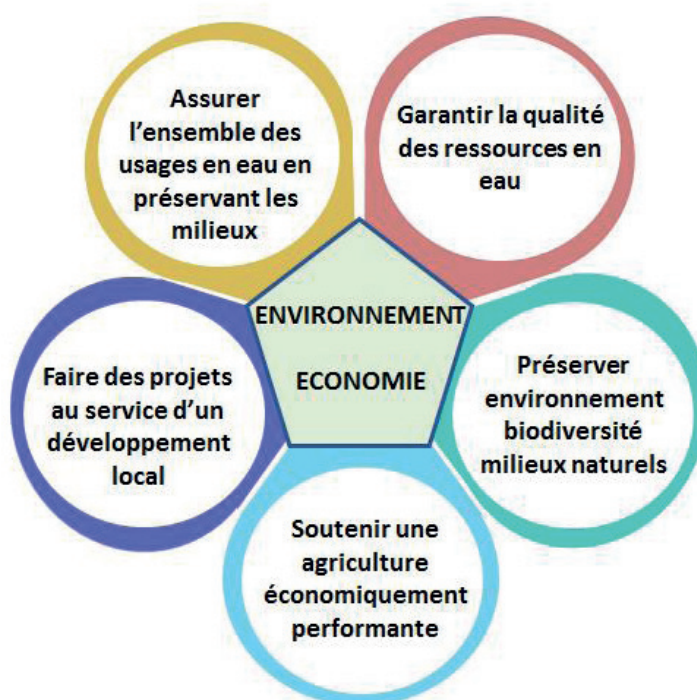 Assurer
l'ensemble des
usages en eau en
préservant les
milieux
Garantir la qualité
des ressources en
eau
ENVIRONNEMENT
ECONOMIE
Faire des projets
au service d'un
développement
local
Préserver
environnement
biodiversité
milieux naturels
Soutenir une
agriculture
économiquement
performante